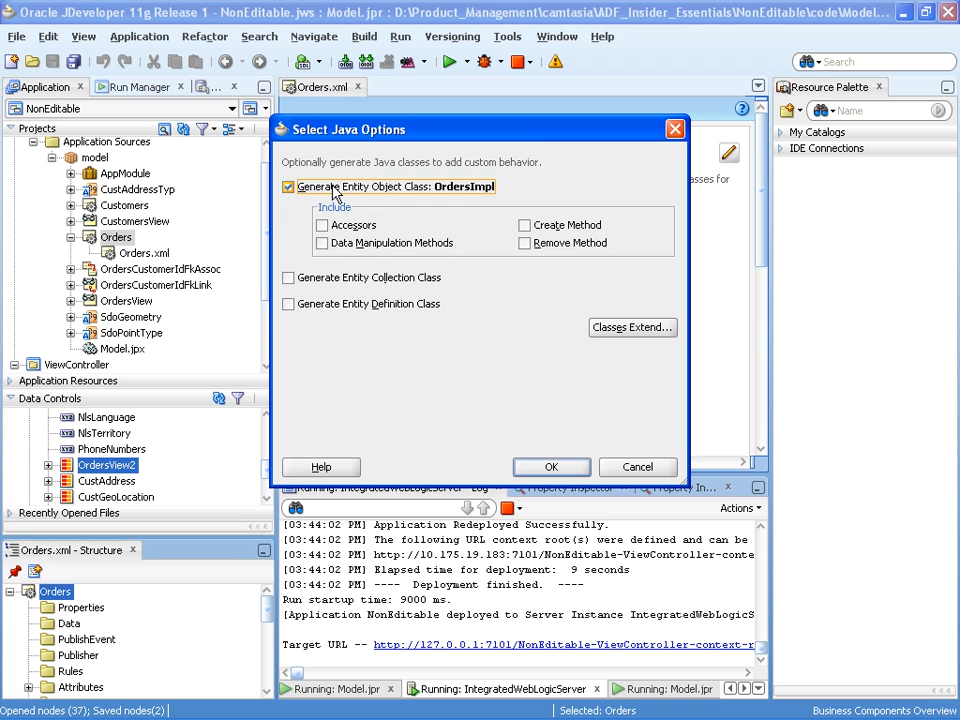 Oracle JDeveloper 11g Release 1 - NonEditable.jws : Model.jpr : D:\Product_Management\camtasia\ADF_Insider_Essentials\NonEditable\code\Model...
File Edit View Application Refactor Search Navigate Build Run Versioning Tools Window Help
Search
Application
Run Manager
...
Orders.xml
Resource Palette
NonEditable
Name
Projects
My Catalogs
IDE Connections
Application Sources
model
AppModule
CustAddressTyp
Customers
CustomersView
Orders
Orders.xml
OrdersCustomerIdFkAssoc
OrdersCustomerIdFkLink
OrdersView
SdoGeometry
SdoPointType
Model.jpx
ViewController
Application Resources
Data Controls
NlsLanguage
NlsTerritory
PhoneNumbers
OrdersView2
CustAddress
CustGeoLocation
Recently Opened Files
Select Java Options
Optionally generate Java classes to add custom behavior.
Generate Entity Object Class: OrdersImpl
Include
Accessors
Create Method
Data Manipulation Methods
Remove Method
Generate Entity Collection Class
Generate Entity Definition Class
Classes Extend...
Help
OK
Cancel
sses for
Actions
[03:44:02 PM] Application Redeployed Successfully.
[03:44:02 PM] The following URL context root(s) were defined and can be
[03:44:02 PM] http://10.175.19.183:7101/NonEditable-ViewController-conte
[03:44:02 PM] Elapsed time for deployment: 9 seconds
[03:44:02 PM] ---- Deployment finished. ----
Run startup time: 9000 ms.
[Application NonEditable deployed to Server Instance IntegratedWebLogicS
Target URL -- http://127.0.0.1:7101/NonEditable-ViewController-context-r
Running: Model.jpr
Running: IntegratedWebLogicServer
Running: Model.jpr
Orders.xml - Structure
Orders
Properties
Data
PublishEvent
Publisher
Rules
Attributes
Opened nodes (37); Saved nodes(2)
Selected: Orders
Business Components Overview